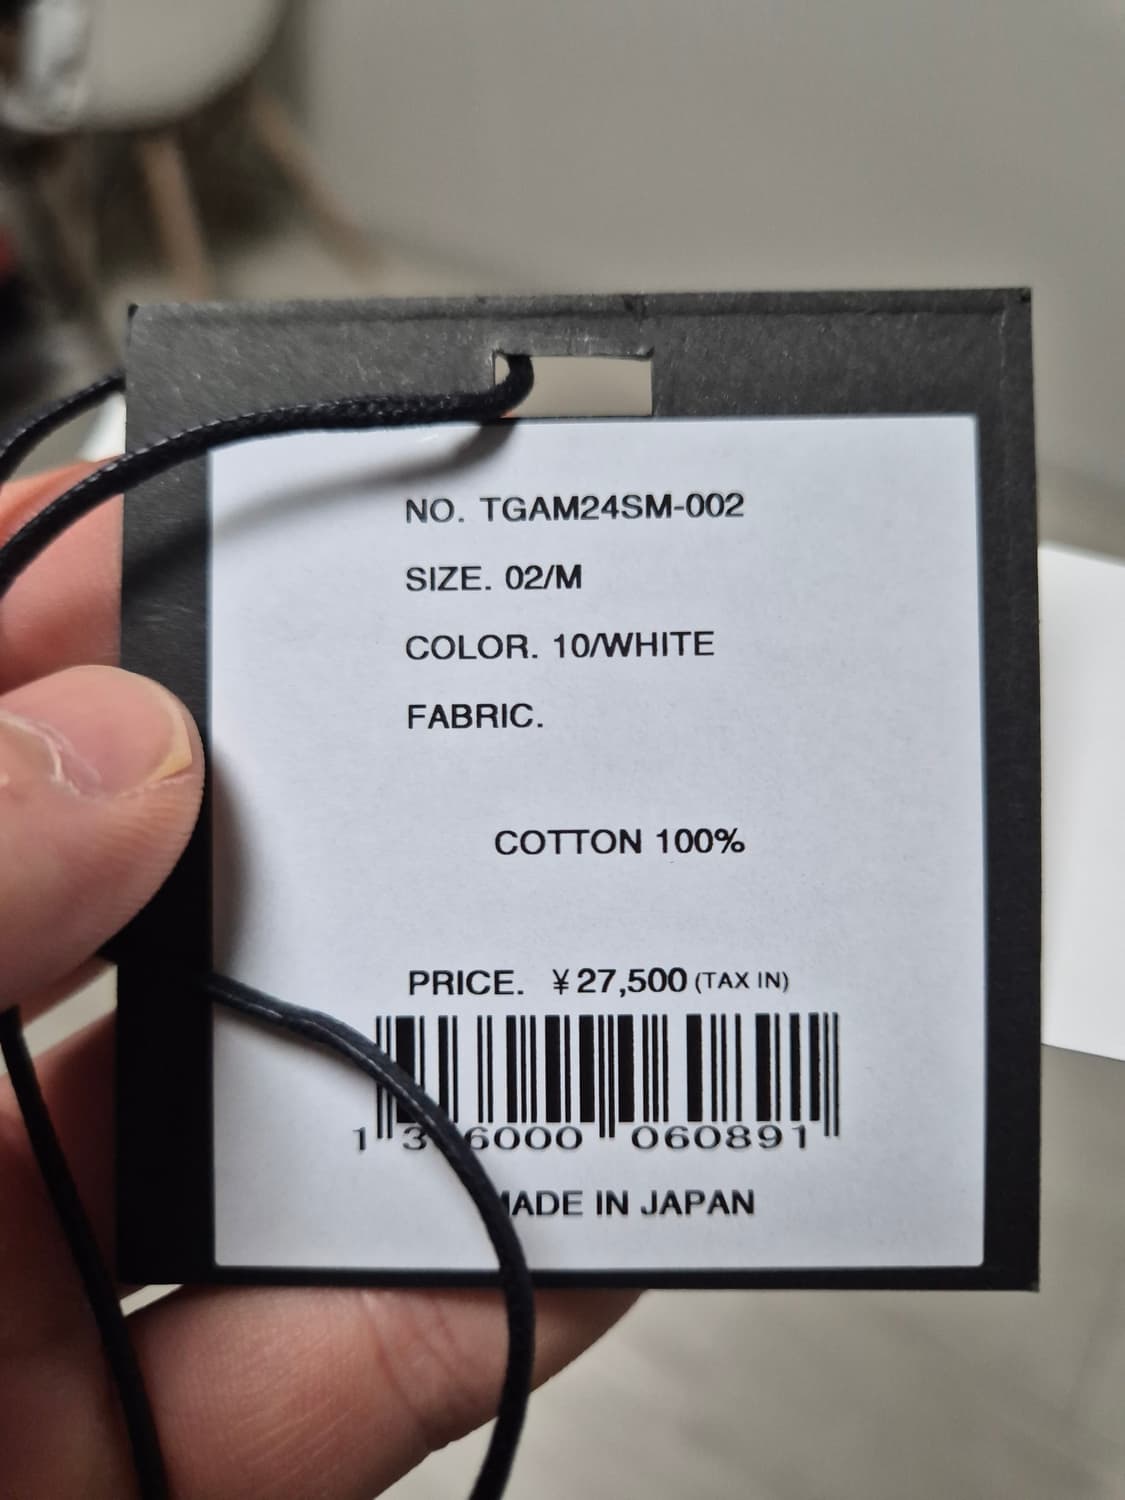 NO. TGAM24SM-002
SIZE. 02/M
COLOR. 10/WHITE
FABRIC.
COTTON 100%
PRICE. ¥27,500 (TAX IN)
060891
MADE IN JAPAN